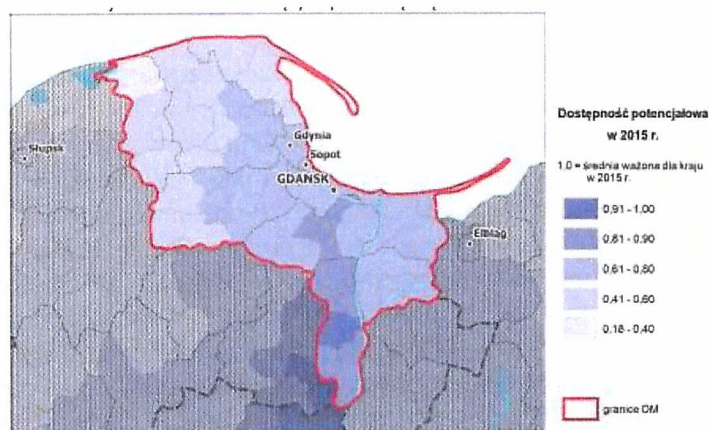 Słupsk
Gdynia
Sopot
GDAŃSK
Elbląg
Dostępność potencjałowa
w 2015 r.
1,0 = średnia ważona dla kraju
w 2015 r.
0,91 - 1,00
0,81 - 0,90
0,61 - 0,80
0,41 - 0,60
0,18 - 0,40
granice OM